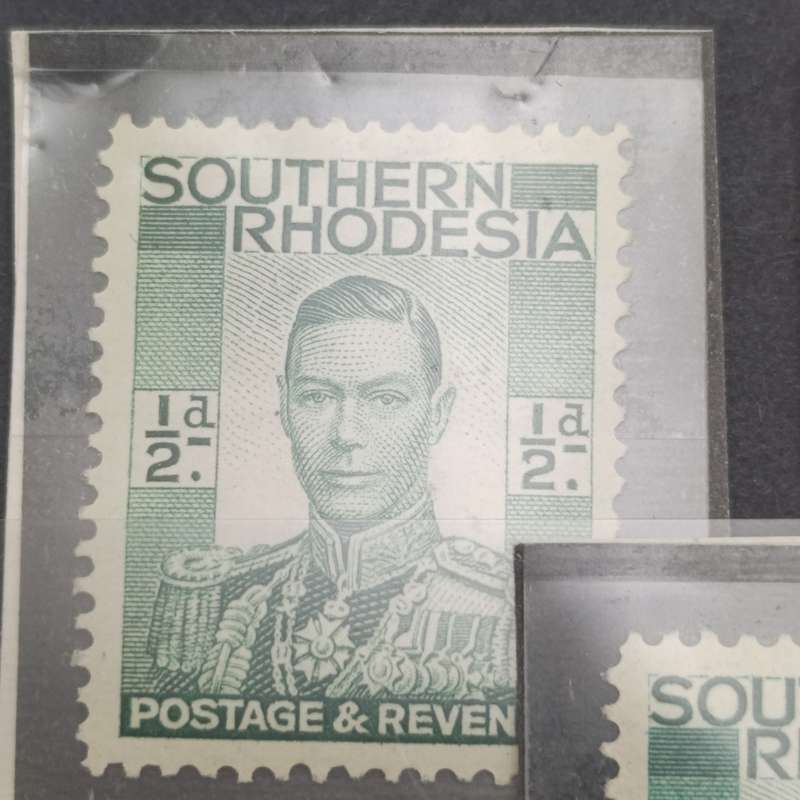 SOUTHERN
RHODESIA
½d.
½d.
POSTAGE & REVEN
SOU
R